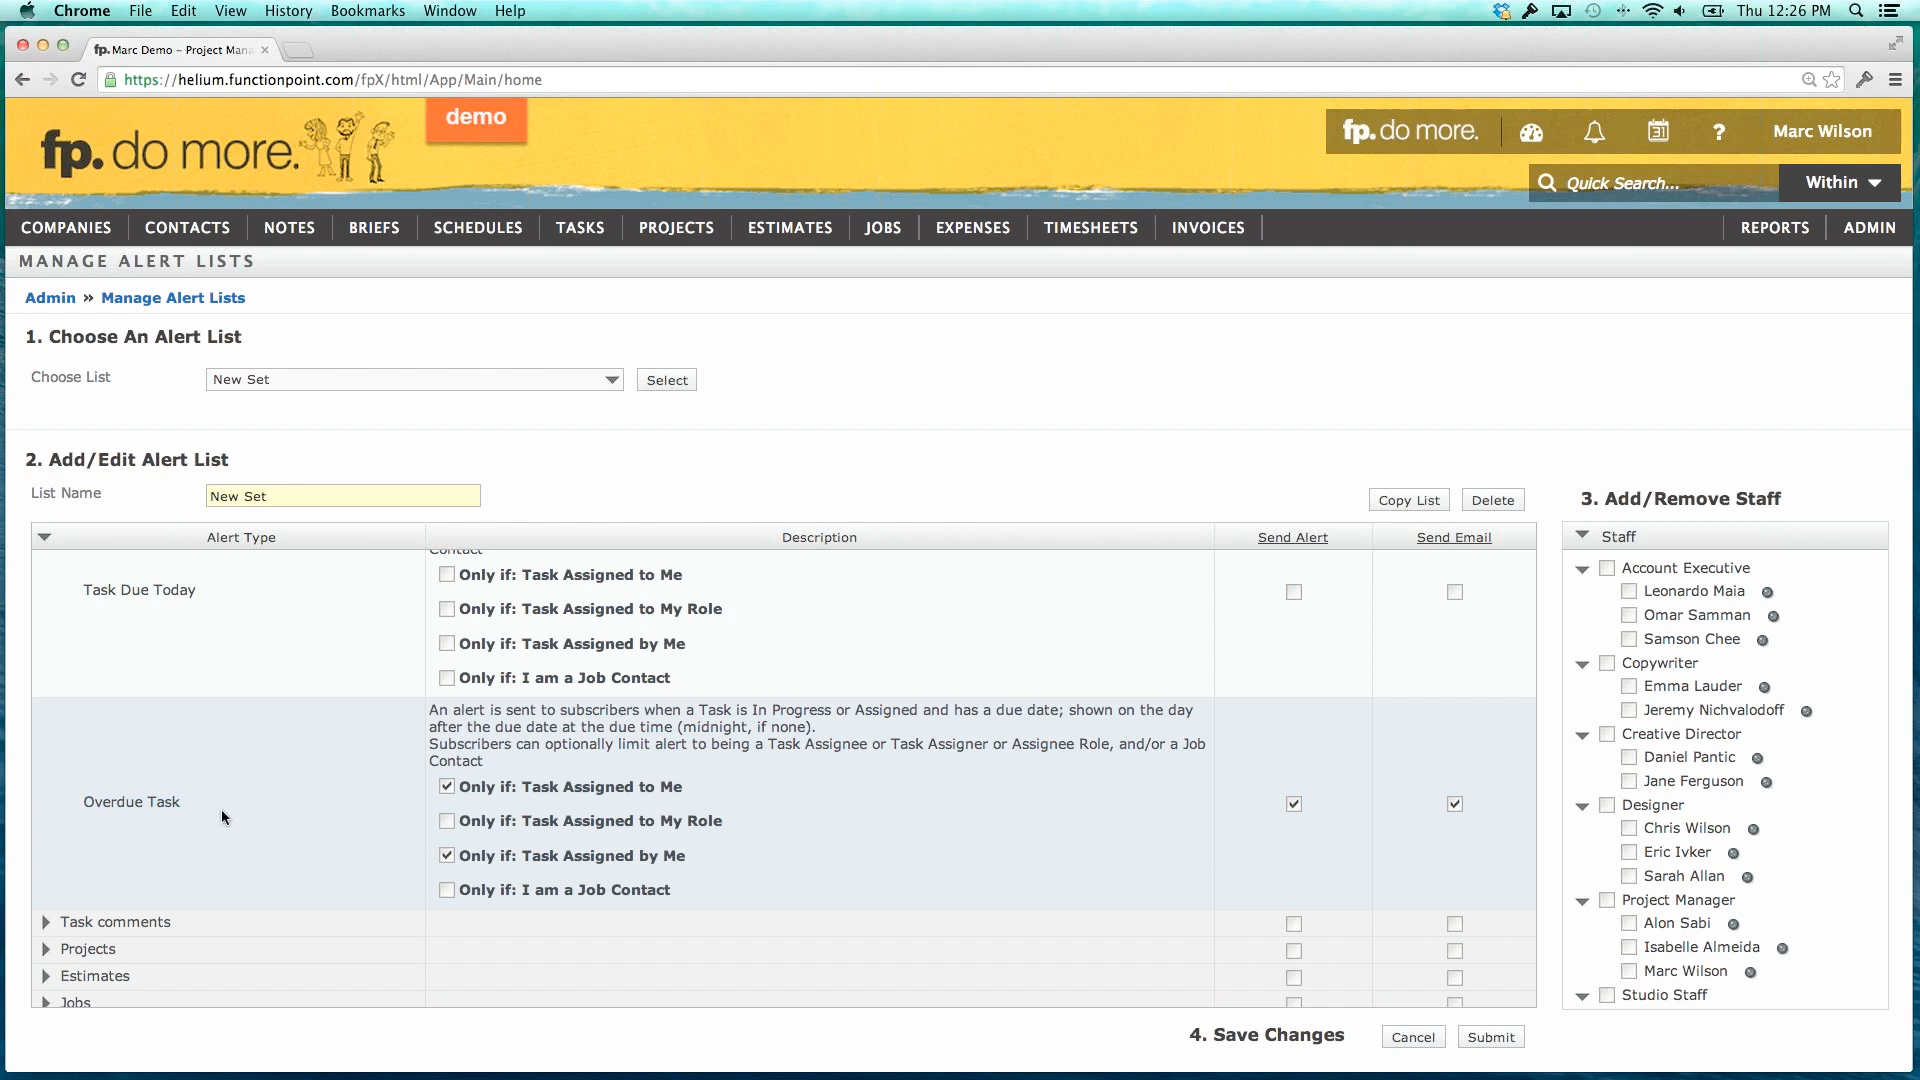 Chrome File Edit View History Bookmarks Window Help Thu 12:26 PM
fp. Marc Demo – Project Mana
https://helium.functionpoint.com/fpX/html/App/Main/home
fp. do more.
demo
fp. do more. 31 ? Marc Wilson
Quick Search... Within
COMPANIES CONTACTS NOTES BRIEFS SCHEDULES TASKS PROJECTS ESTIMATES JOBS EXPENSES TIMESHEETS INVOICES REPORTS ADMIN
MANAGE ALERT LISTS
Admin » Manage Alert Lists
1. Choose An Alert List
Choose List New Set Select
2. Add/Edit Alert List
List Name New Set Copy List Delete
Alert Type Description Send Alert Send Email
Contact
Task Due Today
Only if: Task Assigned to Me
Only if: Task Assigned to My Role
Only if: Task Assigned by Me
Only if: I am a Job Contact
Overdue Task
An alert is sent to subscribers when a Task is In Progress or Assigned and has a due date; shown on the day
after the due date at the due time (midnight, if none).
Subscribers can optionally limit alert to being a Task Assignee or Task Assigner or Assignee Role, and/or a Job
Contact
Only if: Task Assigned to Me
Only if: Task Assigned to My Role
Only if: Task Assigned by Me
Only if: I am a Job Contact
Task comments
Projects
Estimates
Jobs
3. Add/Remove Staff
Staff
Account Executive
Leonardo Maia
Omar Samman
Samson Chee
Copywriter
Emma Lauder
Jeremy Nichvalodoff
Creative Director
Daniel Pantic
Jane Ferguson
Designer
Chris Wilson
Eric Ivker
Sarah Allan
Project Manager
Alon Sabi
Isabelle Almeida
Marc Wilson
Studio Staff
4. Save Changes Cancel Submit